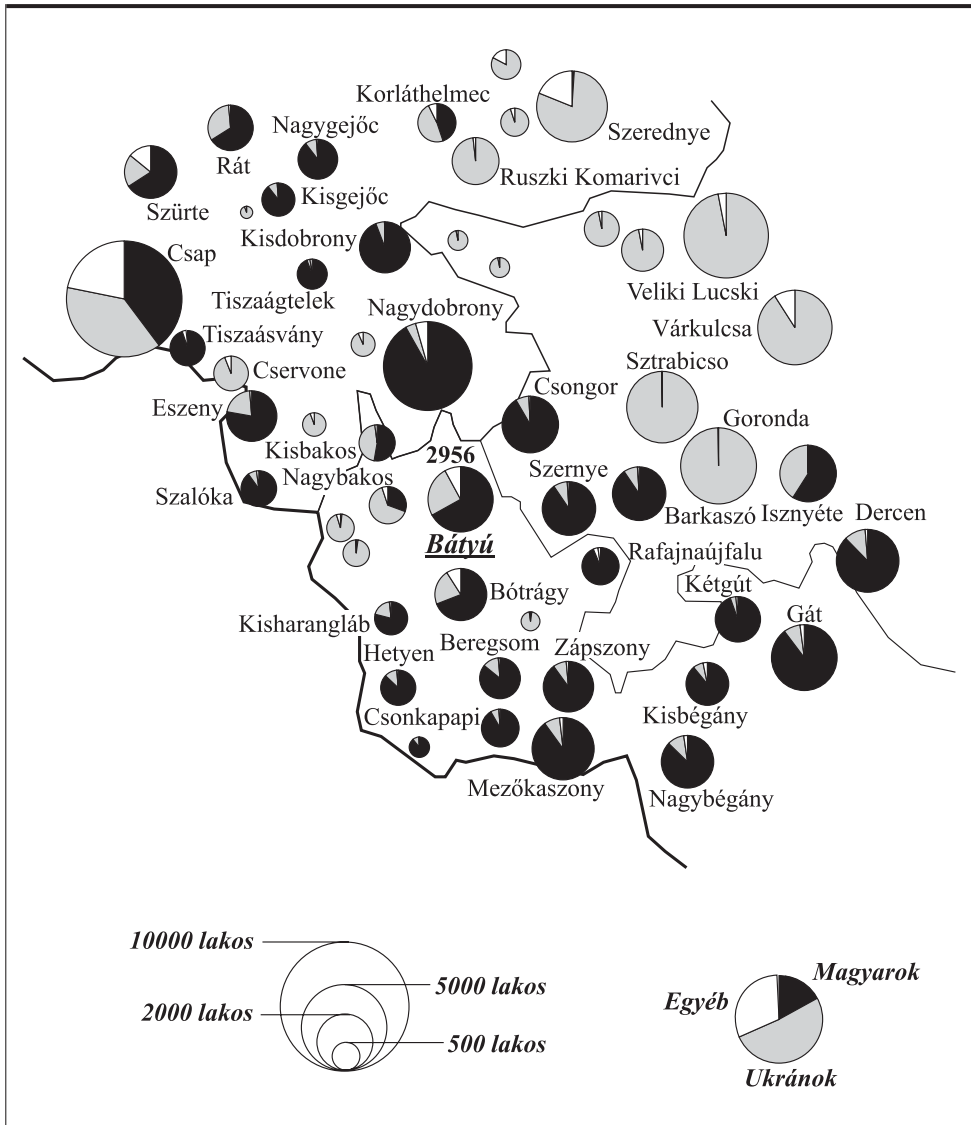 Korláthelmec
Szerednye
Nagygejőc
Rát
Ruszki Komarivci
Szürte
Kisgejőc
Kisdobrony
Csap
Tiszaágtelek
Veliki Lucski
Nagydobrony
Várkulcsa
Tiszaásvány
Cservone
Sztrabicso
Csongor
Eszeny
Goronda
Kisbakos
2956
Nagybakos
Szernye
Szalóka
Barkaszó
Isznyéte
Dercen
Bátyú
Rafajnaújfalu
Kétgút
Bótrágy
Gát
Kisharangláb
Beregsom
Zápszony
Hetyen
Kisbégány
Csonkapapi
Mezőkaszony
Nagybégány
10000 lakos
5000 lakos
2000 lakos
500 lakos
Magyarok
Egyéb
Ukránok